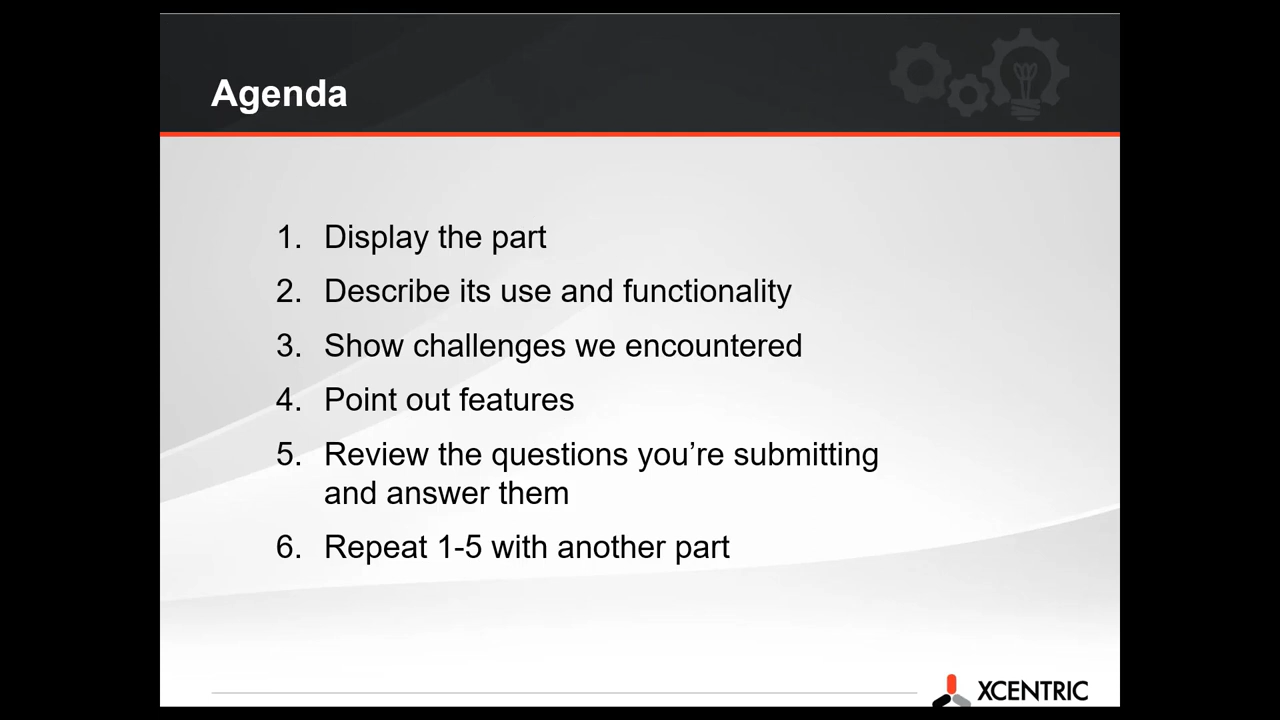 Agenda
1. Display the part
2. Describe its use and functionality
3. Show challenges we encountered
4. Point out features
5. Review the questions you’re submitting
and answer them
6. Repeat 1-5 with another part
XCENTRIC